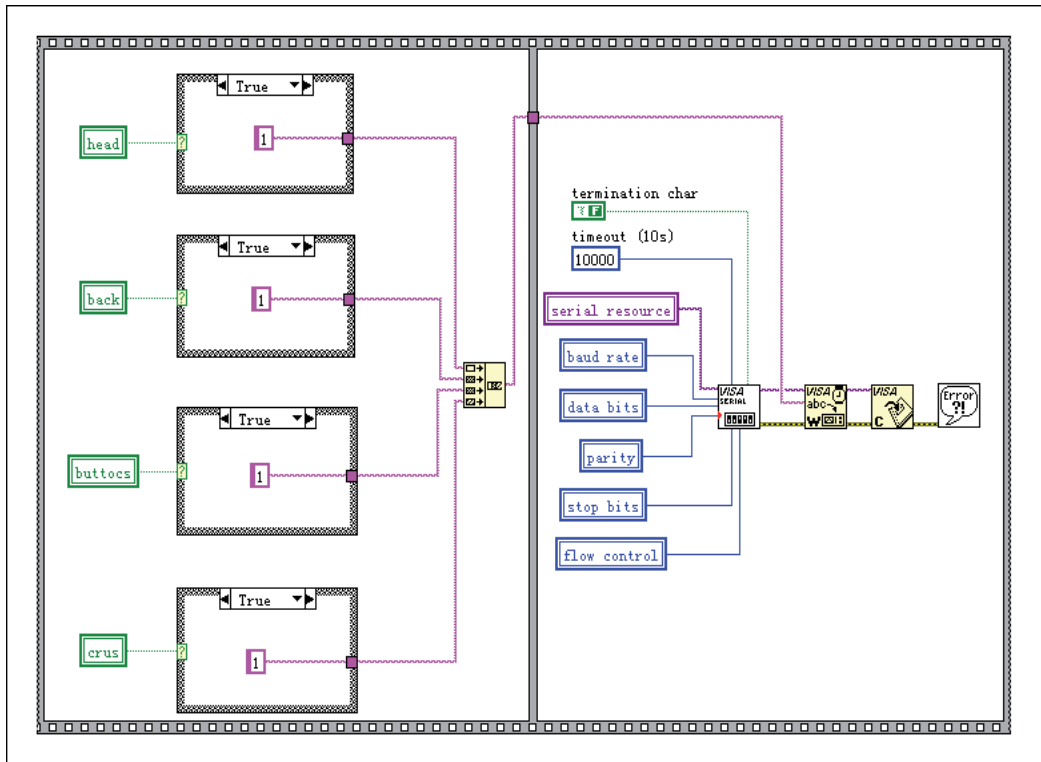 True
head
?
1
True
back
?
1
True
buttocs
?
1
True
crus
?
1
termination char
? F
timeout (10s)
10000
serial resource
baud rate
data bits
parity
stop bits
flow control
VISA
SERIAL
VISA
abc
W
VISA
C
Error
?!